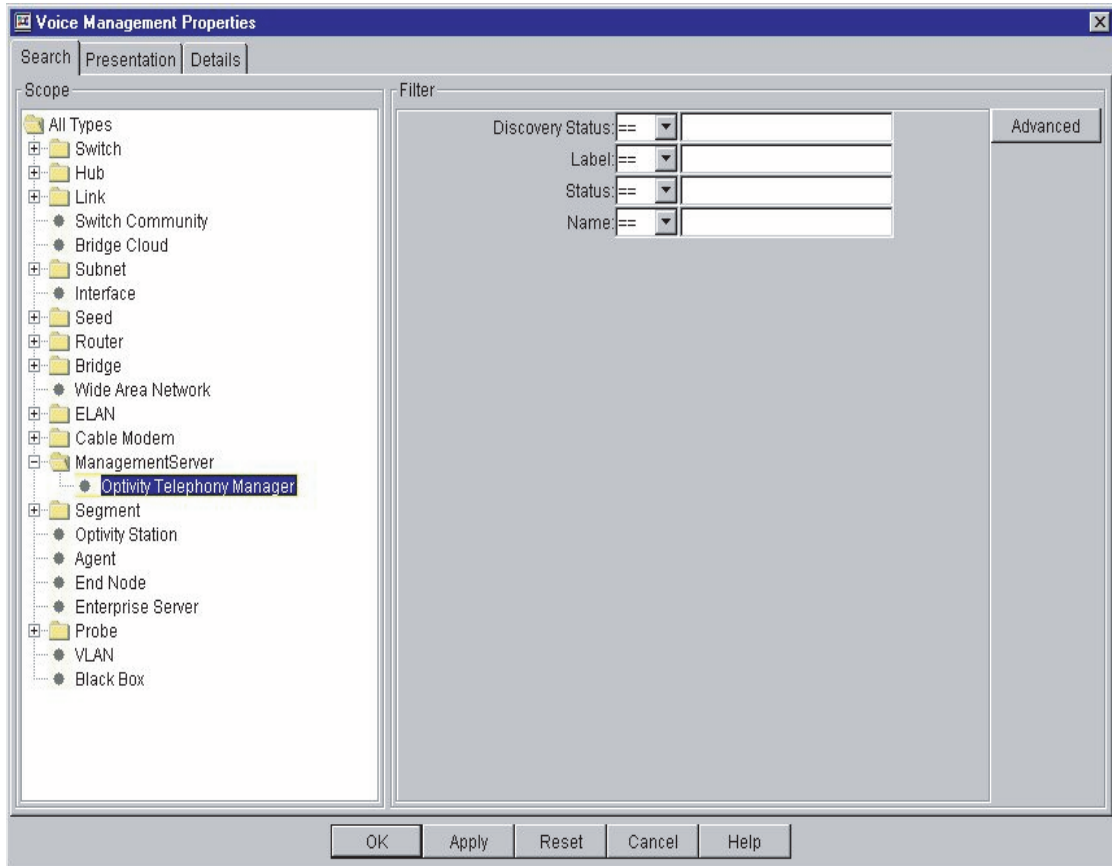 Voice Management Properties
Search Presentation Details
Scope
All Types
Switch
Hub
Link
Switch Community
Bridge Cloud
Subnet
Interface
Seed
Router
Bridge
Wide Area Network
ELAN
Cable Modem
ManagementServer
Optivity Telephony Manager
Segment
Optivity Station
Agent
End Node
Enterprise Server
Probe
VLAN
Black Box
Filter
Discovery Status: ==
Label: ==
Status: ==
Name: ==
Advanced
OK Apply Reset Cancel Help